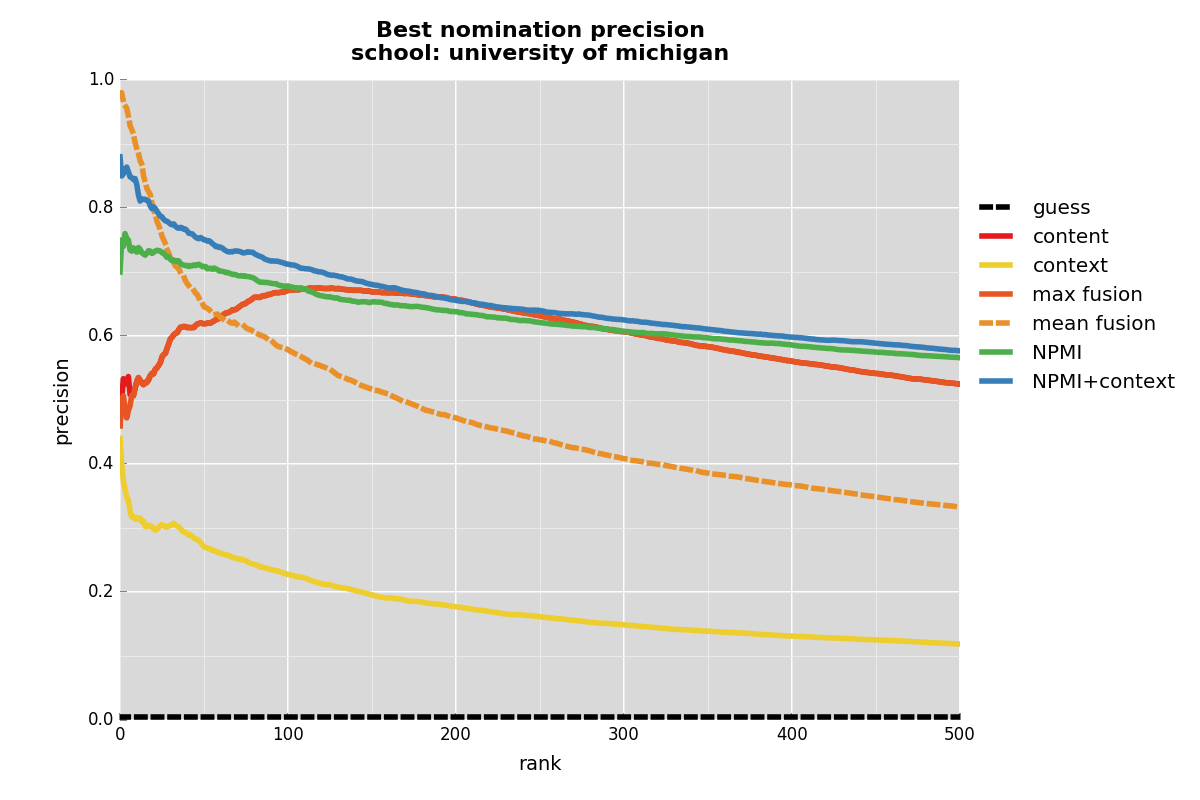 Best nomination precision
school: university of michigan
precision
1.0
0.8
0.6
0.4
0.2
0.0
0 100 200 300 400 500
rank
guess
content
context
max fusion
mean fusion
NPMI
NPMI+context